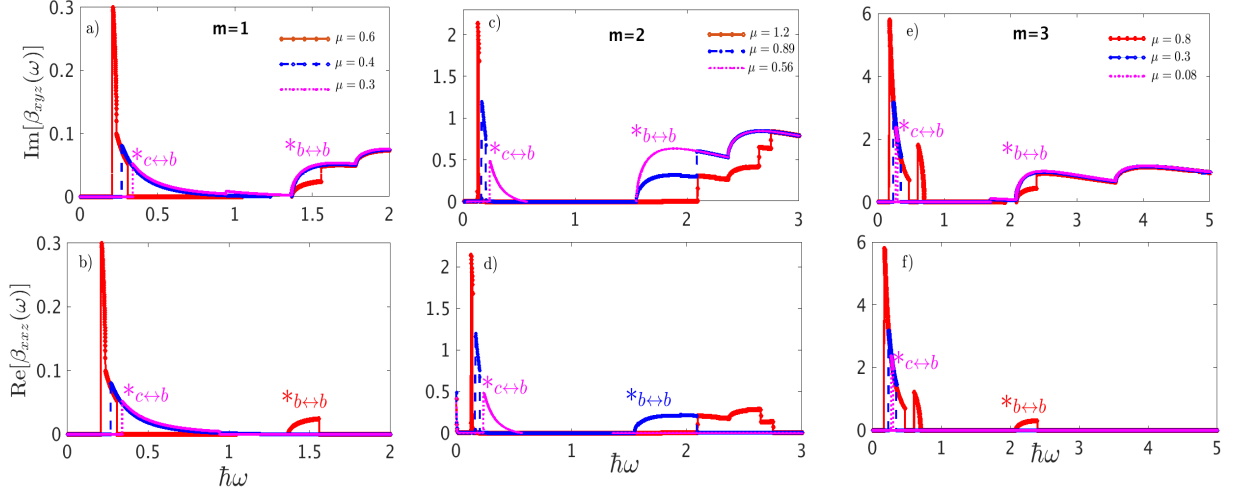 a)
m=1
μ = 0.6
μ = 0.4
μ = 0.3
*c↔b
*b↔b
Im[β_xyz(ω)]
0.3
0.2
0.1
0
0 0.5 1 1.5 2
c)
m=2
μ = 1.2
μ = 0.89
μ = 0.56
*c↔b
*b↔b
2
1.5
1
0.5
0
0 1 2 3
e)
m=3
μ = 0.8
μ = 0.3
μ = 0.08
*c↔b
*b↔b
6
4
2
0
0 1 2 3 4 5
b)
*c↔b
*b↔b
Re[β_xxz(ω)]
0.3
0.2
0.1
0
0 0.5 1 1.5 2
ℏω
d)
*c↔b
*b↔b
2
1.5
1
0.5
0
0 1 2 3
ℏω
f)
*c↔b
*b↔b
6
4
2
0
0 1 2 3 4 5
ℏω